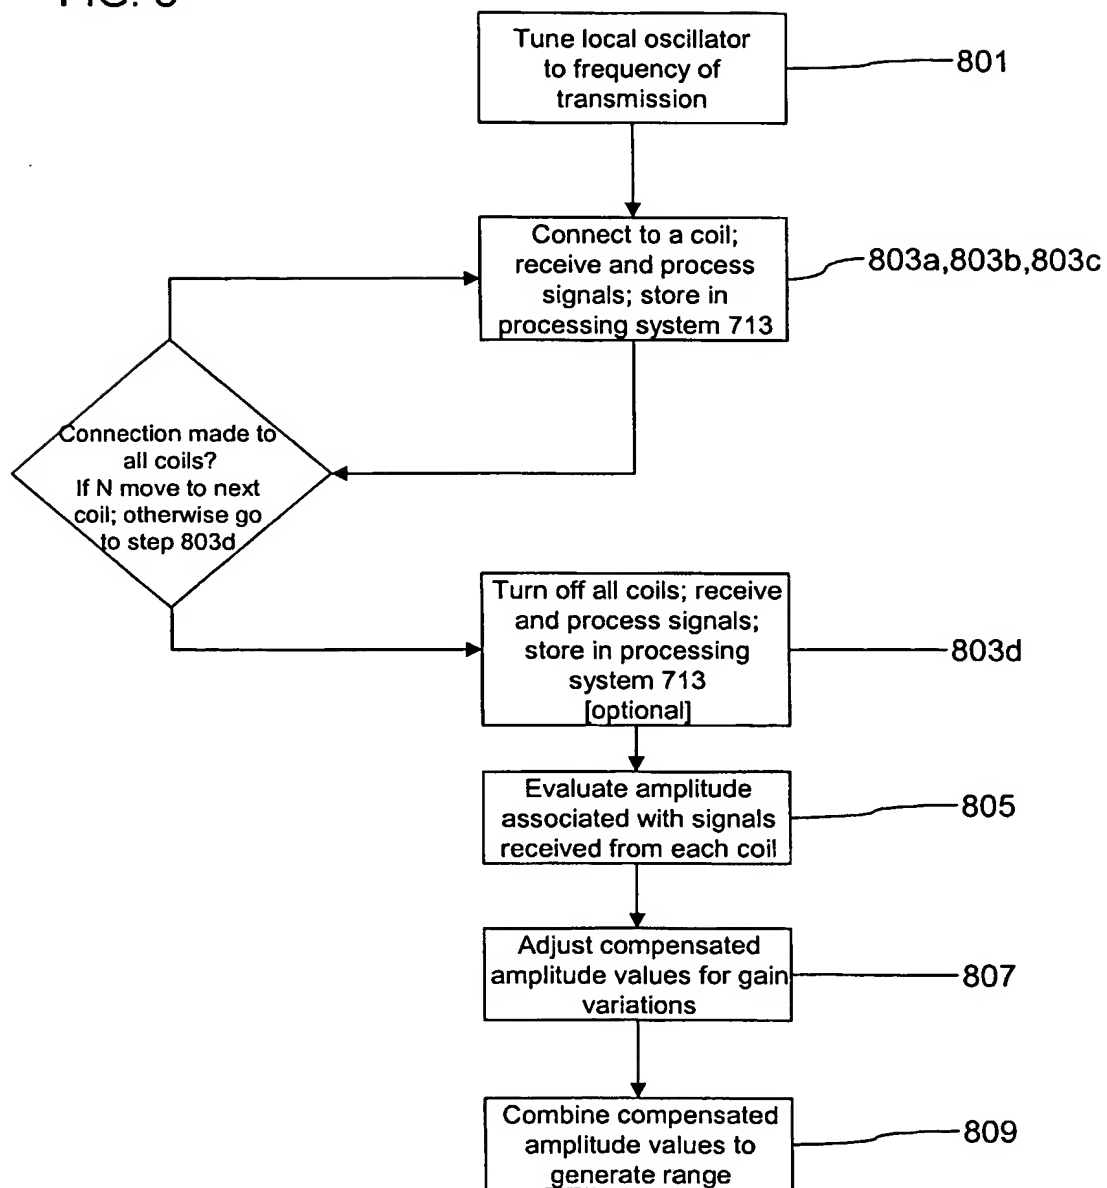 Tune local oscillator
to frequency of
transmission
801
Connect to a coil;
receive and process
signals; store in
processing system 713
803a,803b,803c
Connection made to
all coils?
If N move to next
coil; otherwise go
to step 803d
Turn off all coils; receive
and process signals;
store in processing
system 713
[optional]
803d
Evaluate amplitude
associated with signals
received from each coil
805
Adjust compensated
amplitude values for gain
variations
807
Combine compensated
amplitude values to
generate range
809